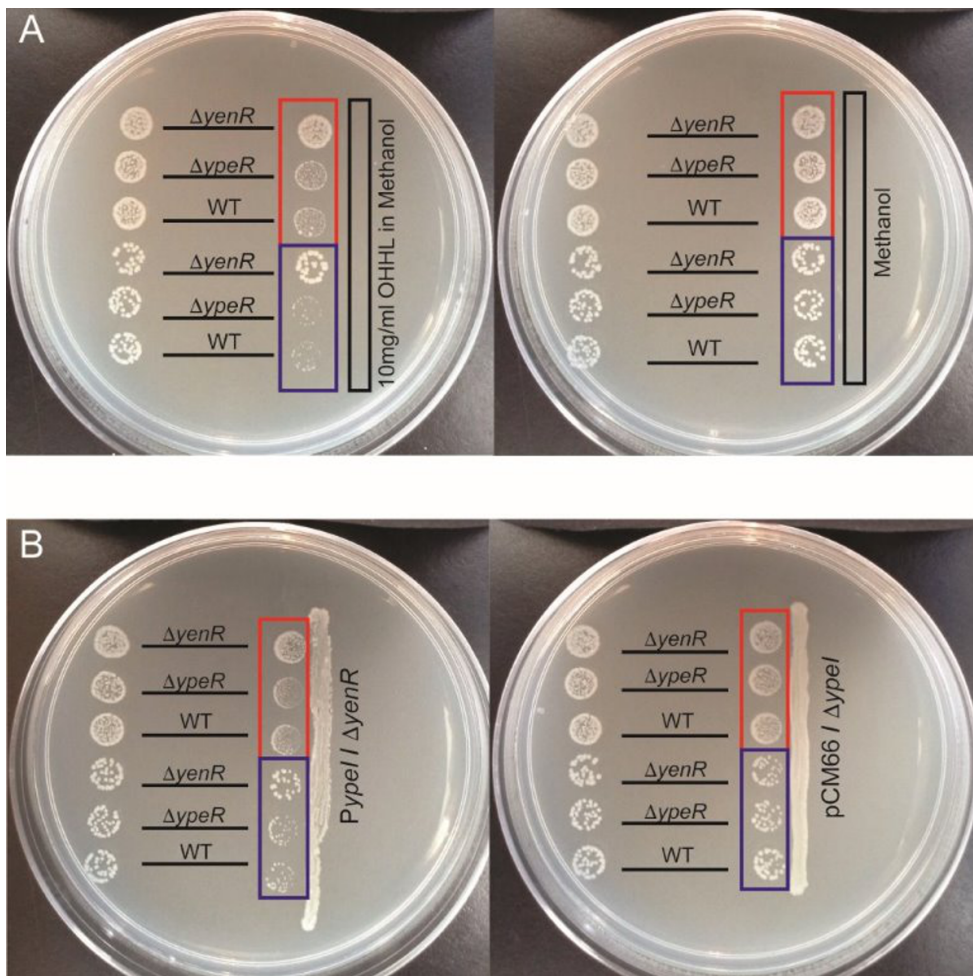 A
ΔyenR
ΔypeR
WT
ΔyenR
ΔypeR
WT
10mg/ml OHHL in Methanol
ΔyenR
ΔypeR
WT
ΔyenR
ΔypeR
WT
Methanol
B
ΔyenR
ΔypeR
WT
ΔyenR
ΔypeR
WT
PypeI / ΔyenR
ΔyenR
ΔypeR
WT
ΔyenR
ΔypeR
WT
pCM66 / ΔypeI